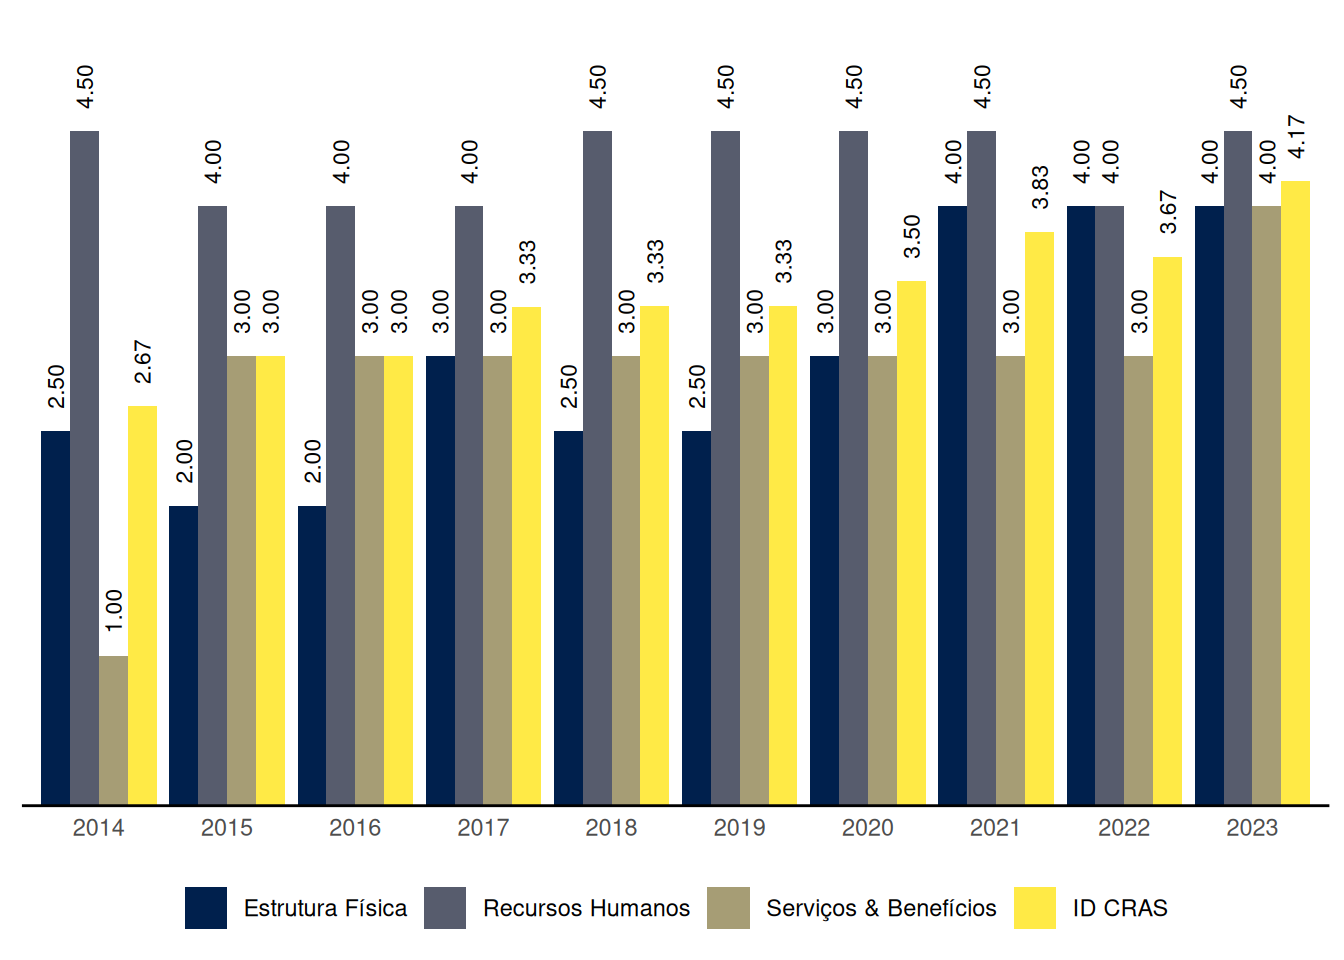 2.50 4.50 1.00 2.67
2.00 4.00 3.00 3.00
2.00 4.00 3.00 3.00
3.00 4.00 3.00 3.33
2.50 4.50 3.00 3.33
2.50 4.50 3.00 3.33
3.00 4.50 3.00 3.50
4.00 4.50 3.00 3.83
4.00 4.00 3.00 3.67
4.00 4.50 4.00 4.17
2014 2015 2016 2017 2018 2019 2020 2021 2022 2023
Estrutura Física Recursos Humanos Serviços & Benefícios ID CRAS